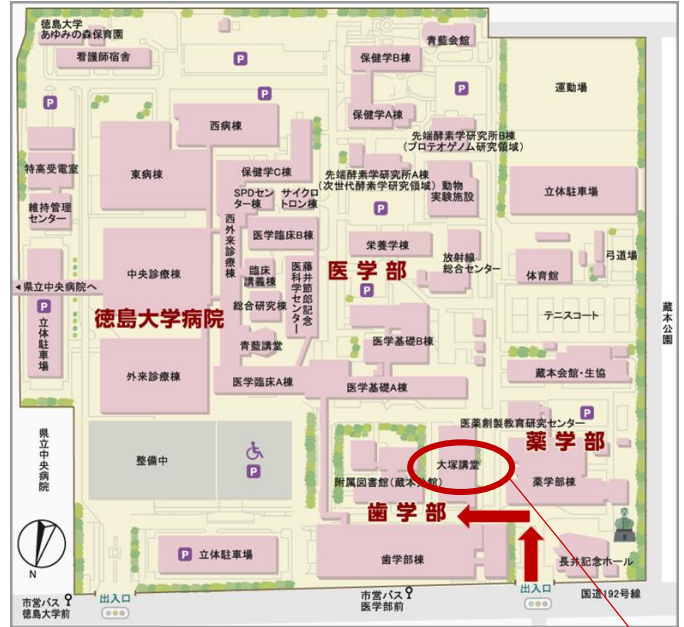 徳島大学
あゆみの森保育園
看護師宿舎
P
P
P
青藍会館
保健学B棟
P
運動場
西病棟
保健学A棟
先端酵素学研究所B棟
(プロテオゲノム研究領域)
特高受電室
東病棟
保健学C棟
先端酵素学研究所A棟
(次世代酵素学研究領域)
動物
実験施設
立体駐車場
SPDセン
ター棟
サイクロ
トロン棟
維持管理
センター
P
西外来診療棟
医学臨床B棟
栄養学棟
放射線
総合センター
弓道場
体育館
中央診療棟
臨床
講義棟
藤井節郎記念
医科学センター
医学部
県立中央病院へ
P
立体駐車場
総合研究棟
P
テニスコート
蔵本公園
徳島大学病院
青藍講堂
医学基礎B棟
外来診療棟
医学臨床A棟
医学基礎A棟
蔵本会館・生協
医薬創製教育研究センター
P
薬学部
県立中央病院
整備中
P
大塚講堂
附属図書館(蔵本分館)
薬学部棟
歯学部
N
P 立体駐車場
歯学部棟
長井記念ホール
市営バス
徳島大学前
出入口
市営バス
医学部前
出入口
国道192号線